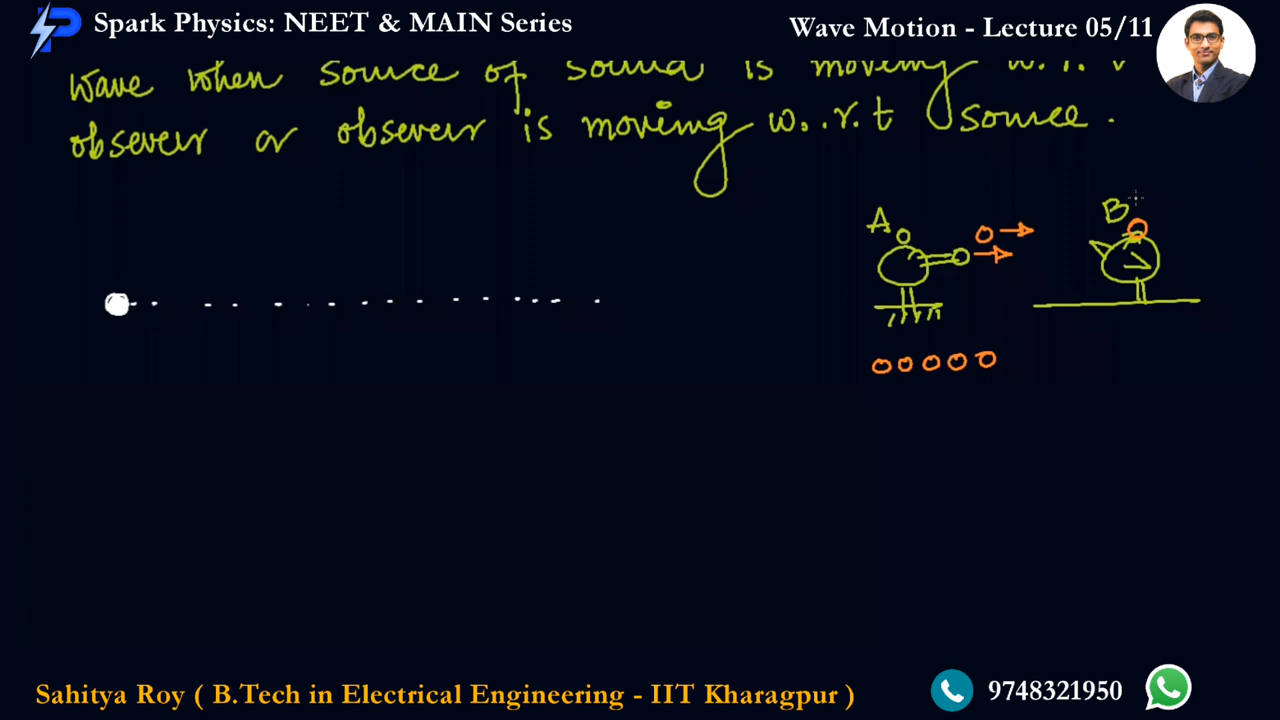 Spark Physics: NEET & MAIN Series
Wave Motion - Lecture 05/11
wave when source of sound is moving w.r.t
observer or observer is moving w.r.t source.
A
B
Sahitya Roy ( B.Tech in Electrical Engineering - IIT Kharagpur )
9748321950